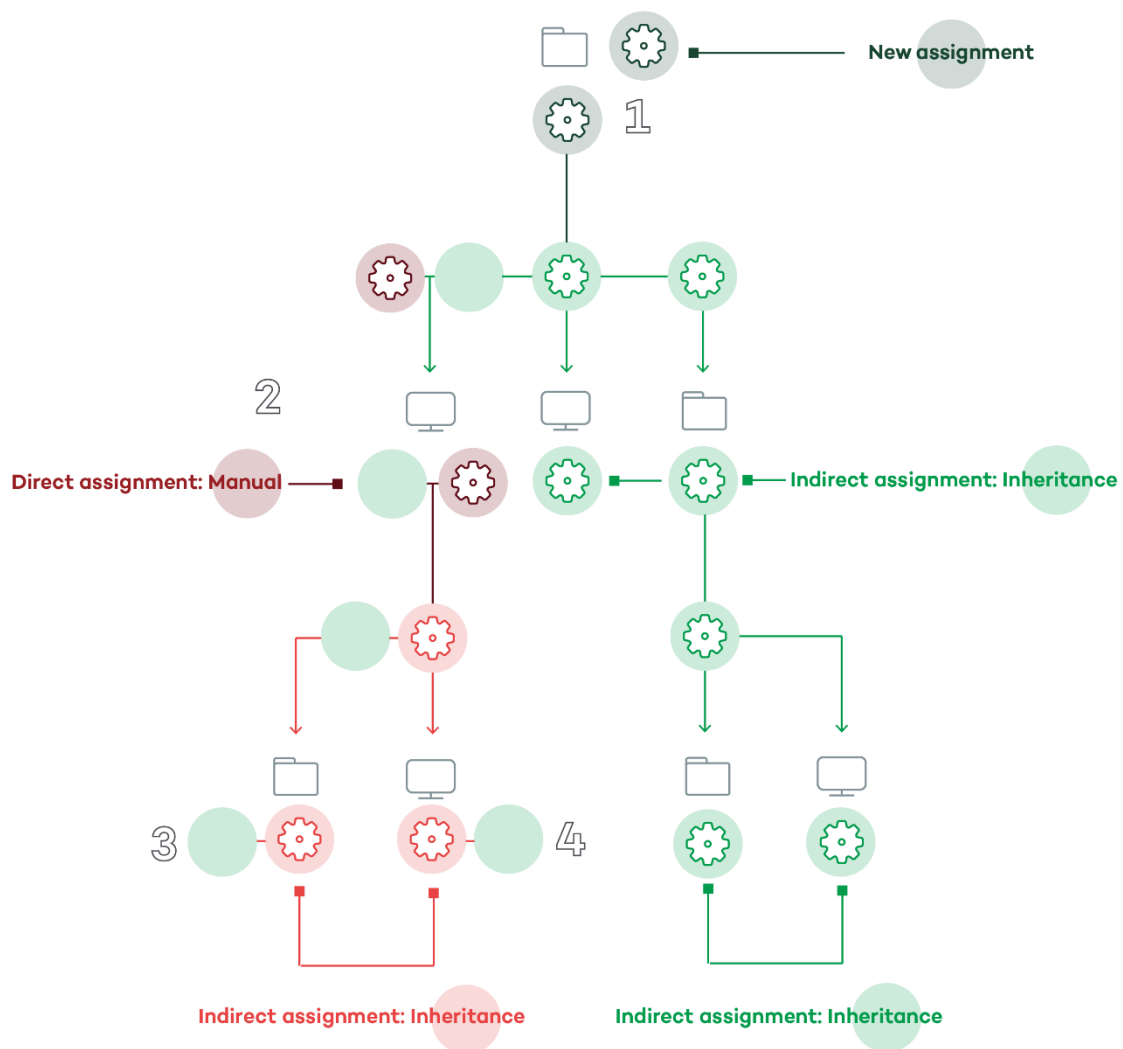 New assignment
1
2
Direct assignment: Manual
Indirect assignment: Inheritance
3
4
Indirect assignment: Inheritance
Indirect assignment: Inheritance